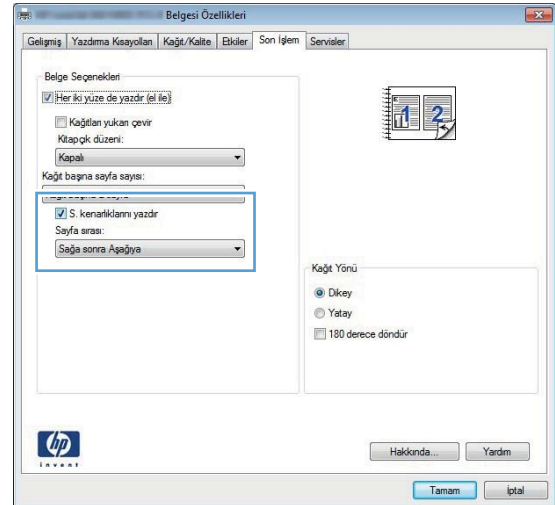 Belgesi Özellikleri
Gelişmiş Yazdırma Kısayolları Kağıt/Kalite Etkiler Son İşlem Servisler
Belge Seçenekleri
Her iki yüze de yazdır (el ile)
Kağıtları yukarı çevir
Kitapçık düzeni:
Kapalı
Kağıt başına sayfa sayısı:
S. kenarlıklarını yazdır
Sayfa sırası:
Sağa sonra Aşağıya
1 2
Kağıt Yönü
Dikey
Yatay
180 derece döndür
hp
invent
Hakkında... Yardım
Tamam İptal